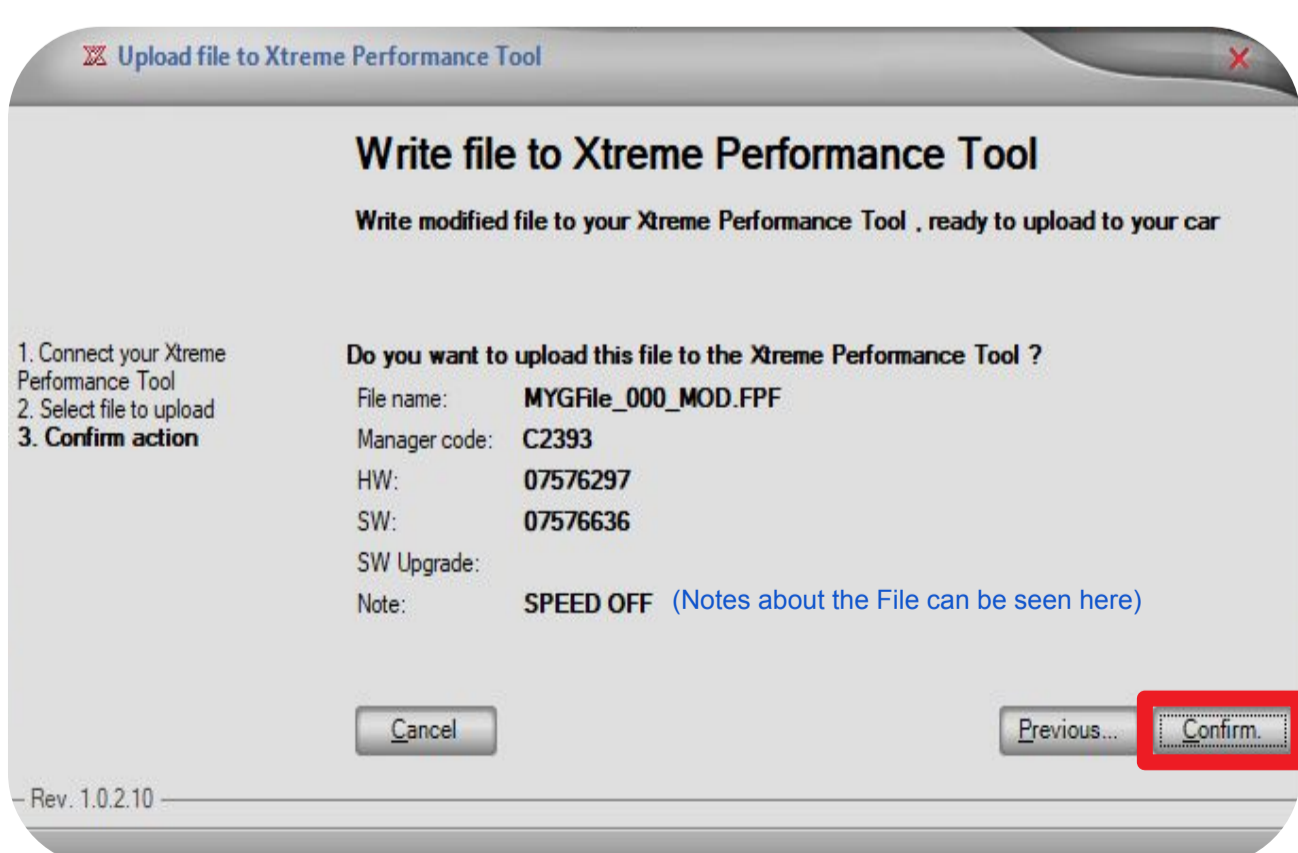 Upload file to Xtreme Performance Tool
Write file to Xtreme Performance Tool
Write modified file to your Xtreme Performance Tool , ready to upload to your car
1. Connect your Xtreme
Performance Tool
2. Select file to upload
3. Confirm action
Do you want to upload this file to the Xtreme Performance Tool ?
File name: MYGFile_000_MOD.FPF
Manager code: C2393
HW: 07576297
SW: 07576636
SW Upgrade:
Note: SPEED OFF (Notes about the File can be seen here)
Cancel Previous... Confirm.
Rev. 1.0.2.10